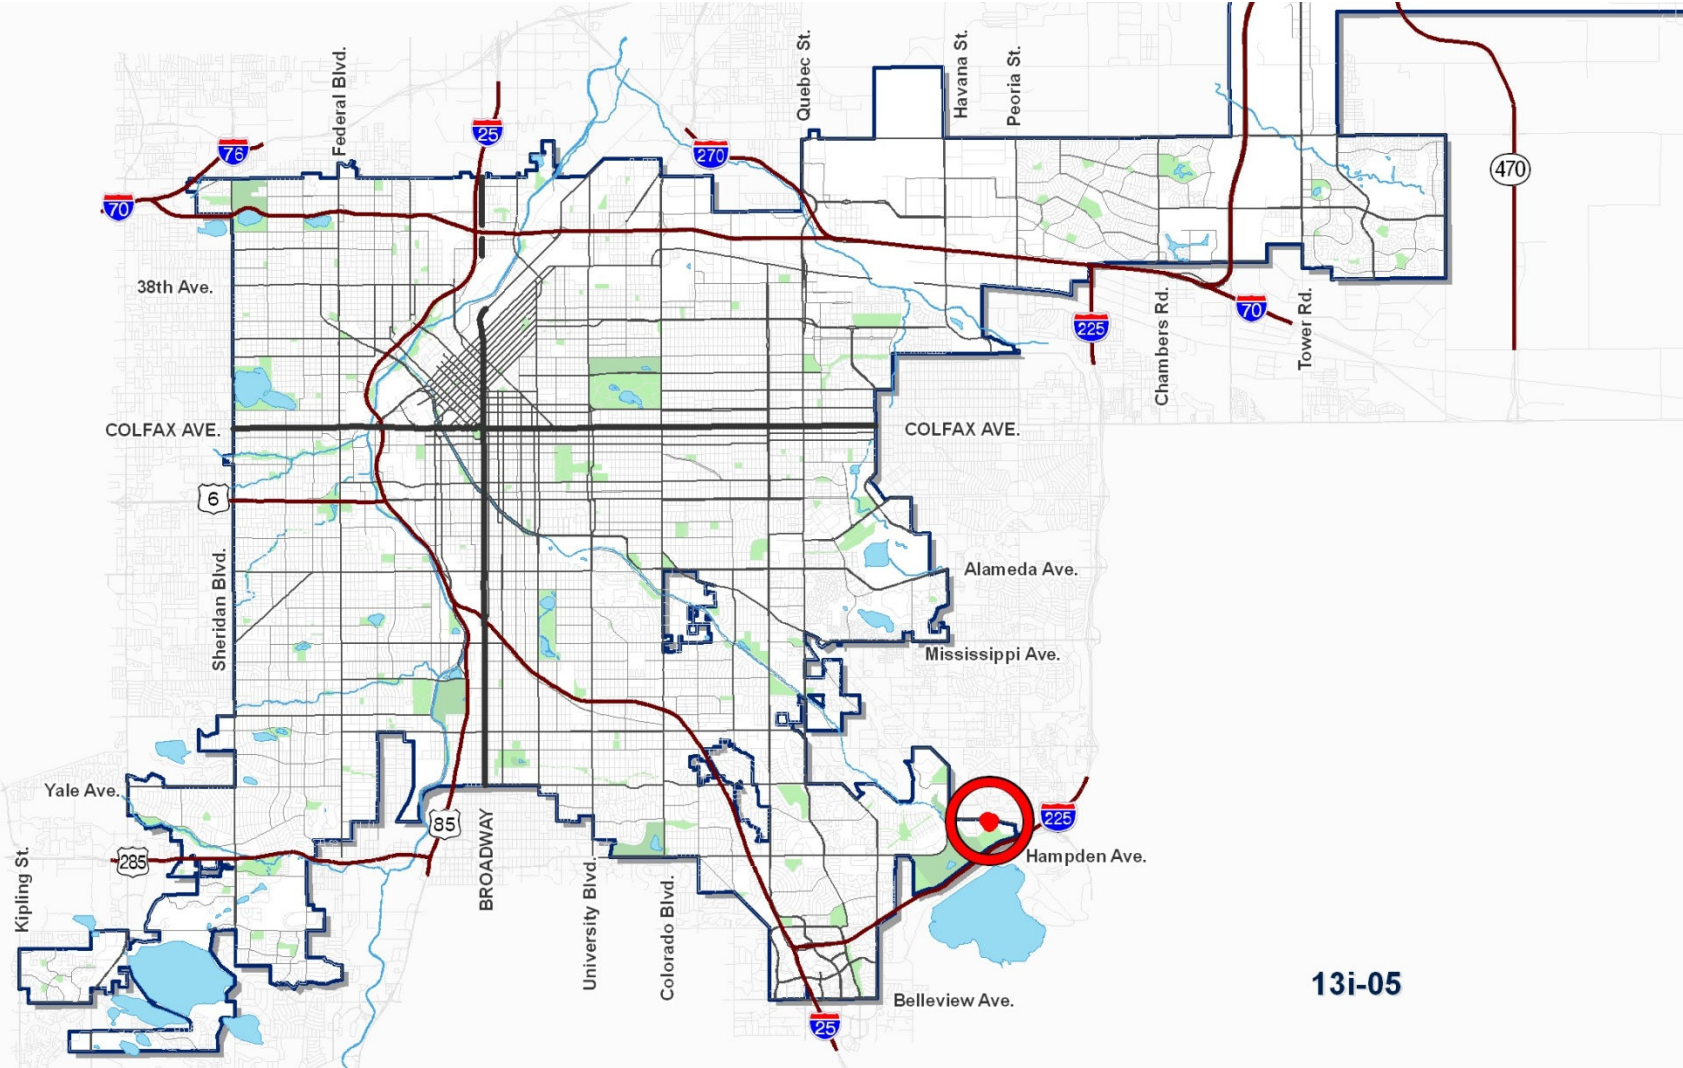 Federal Blvd.
Quebec St.
Havana St.
Peoria St.
76
25
270
470
70
38th Ave.
225
70
Chambers Rd.
Tower Rd.
COLFAX AVE.
COLFAX AVE.
6
Sheridan Blvd.
Alameda Ave.
Mississippi Ave.
Yale Ave.
85
BROADWAY
225
285
Hampden Ave.
Kipling St.
University Blvd.
Colorado Blvd.
Belleview Ave.
25
13i-05